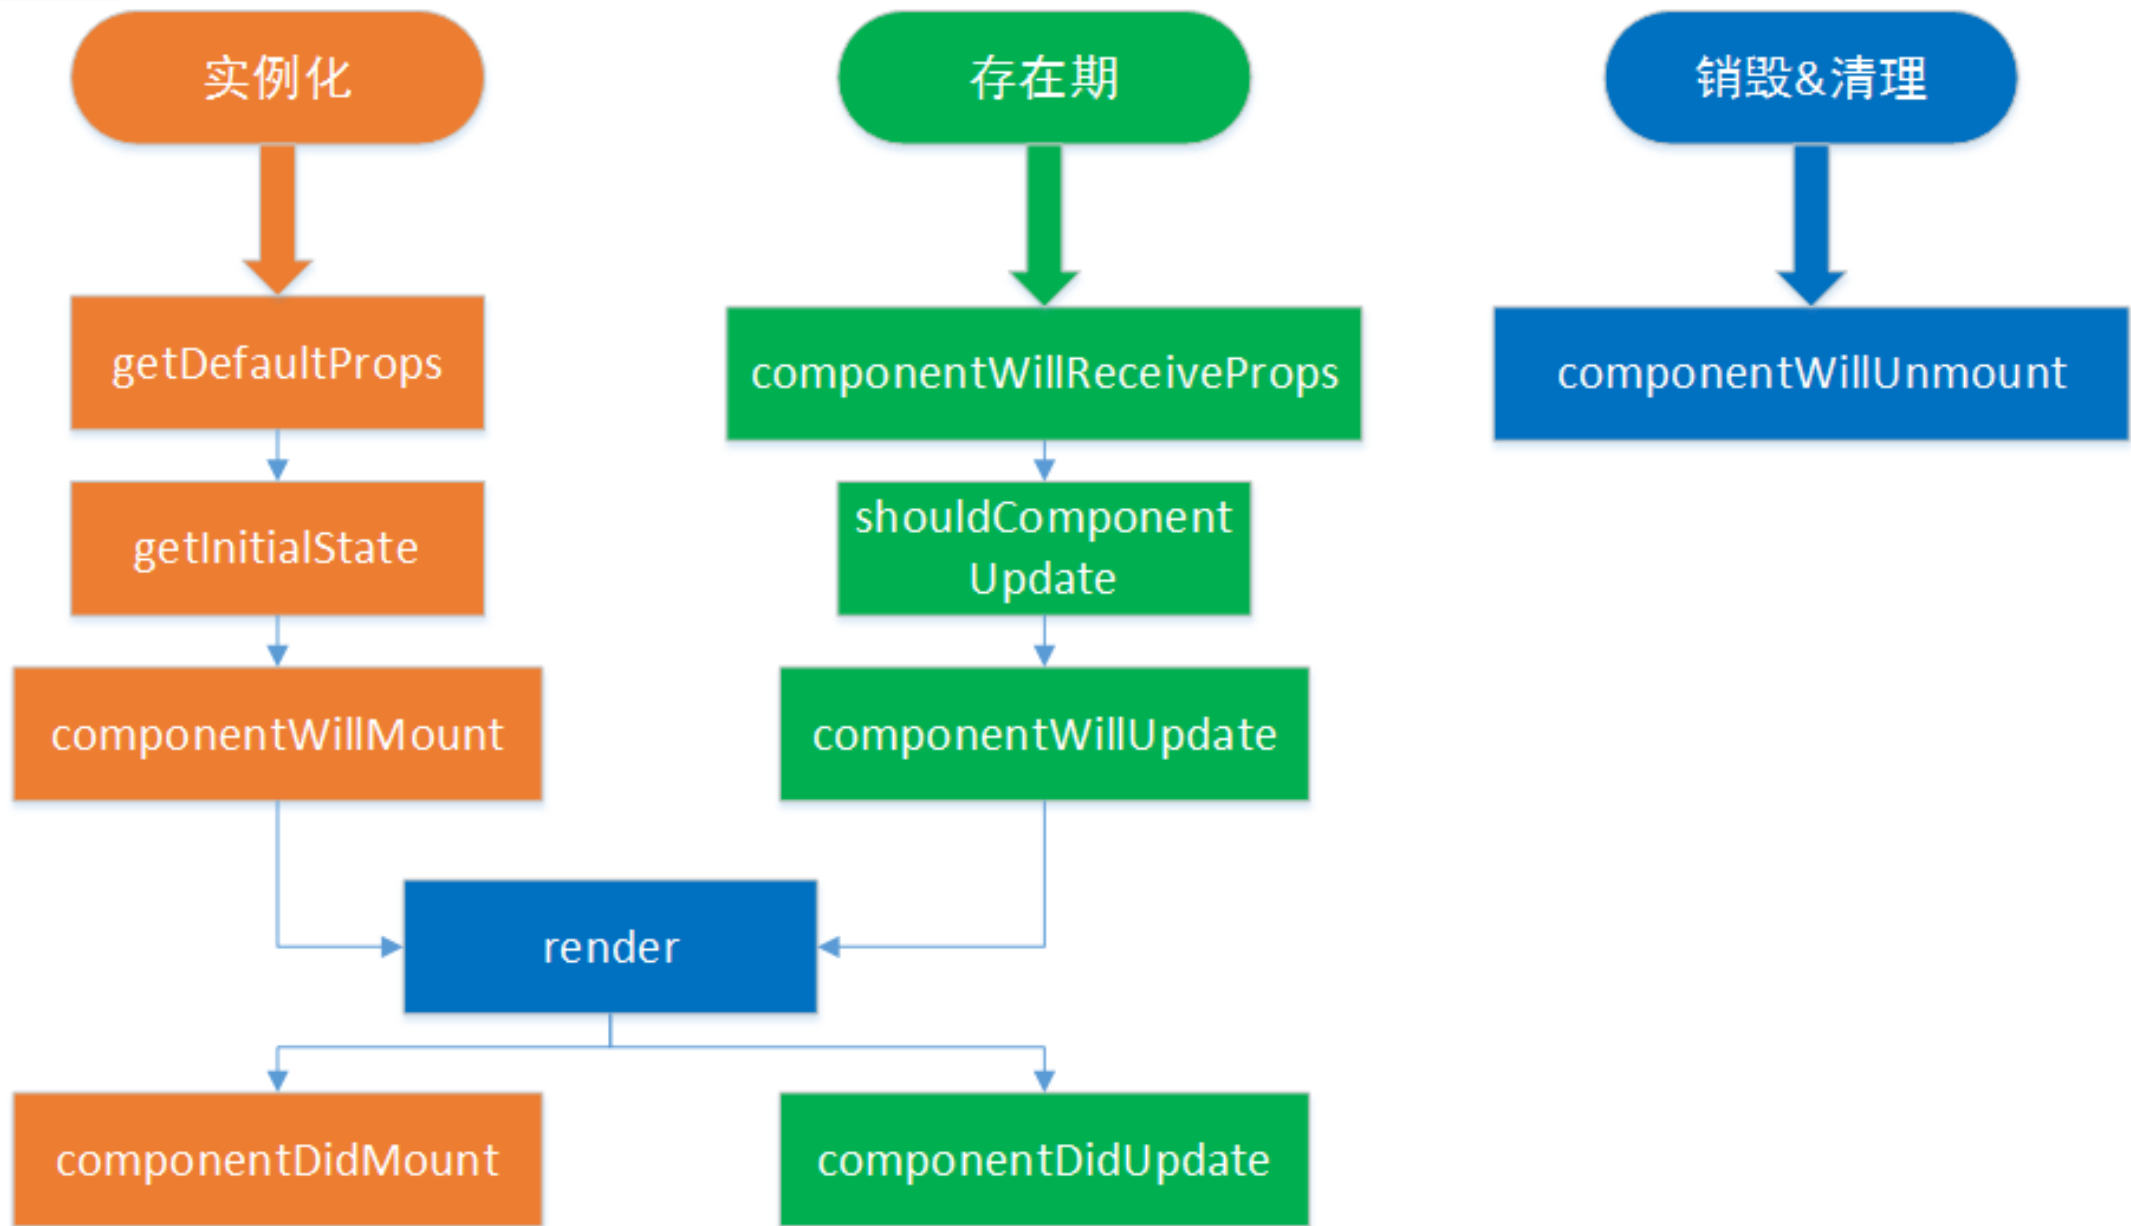 实例化
存在期
销毁&清理
getDefaultProps
componentWillReceiveProps
componentWillUnmount
getInitialState
shouldComponent
Update
componentWillMount
componentWillUpdate
render
componentDidMount
componentDidUpdate